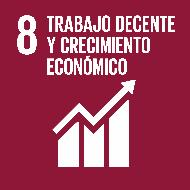 8 TRABAJO DECENTE
Y CRECIMIENTO
ECONÓMICO